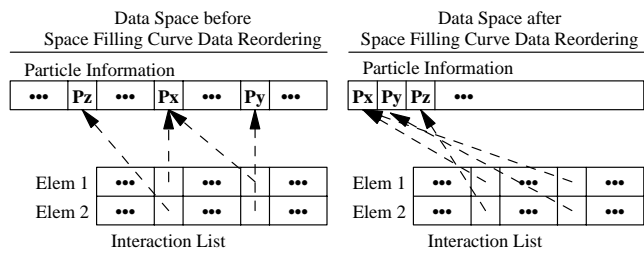 Data Space before
Space Filling Curve Data Reordering
Particle Information
••• Pz ••• Px ••• Py •••
Elem 1 ••• ••• •••
Elem 2 ••• ••• •••
Interaction List
Data Space after
Space Filling Curve Data Reordering
Particle Information
Px Py Pz •••
Elem 1 ••• ••• •••
Elem 2 ••• ••• •••
Interaction List